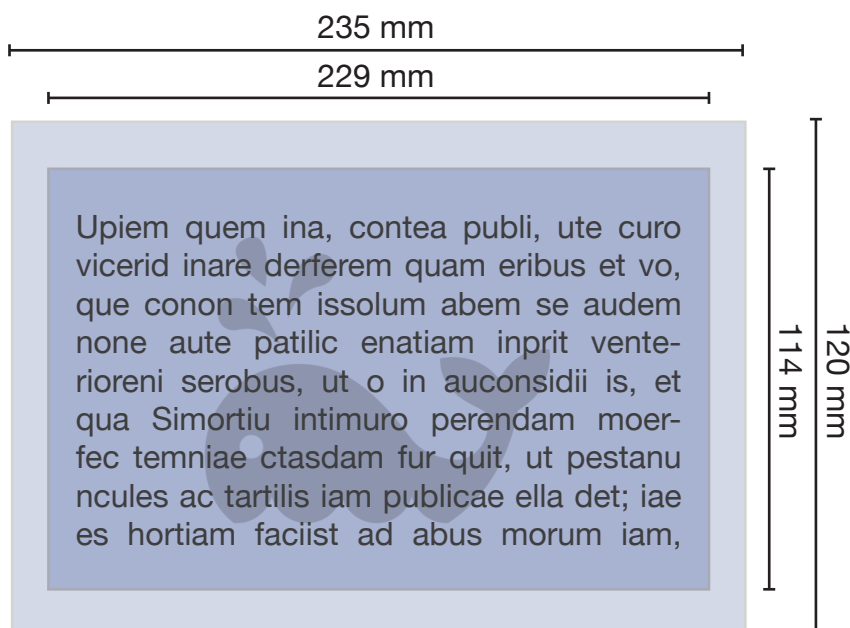 235 mm
229 mm
Upiem quem ina, contea publi, ute curo
vicerid inare derferem quam eribus et vo,
que conon tem issolum abem se audem
none aute patilic enatiam inprit vente-
rioreni serobus, ut o in auconsidii is, et
qua Simortiu intimuro perendam moer-
fec temniae ctasdam fur quit, ut pestanu
ncules ac tartilis iam publicae ella det; iae
es hortiam faciist ad abus morum iam,
114 mm
120 mm